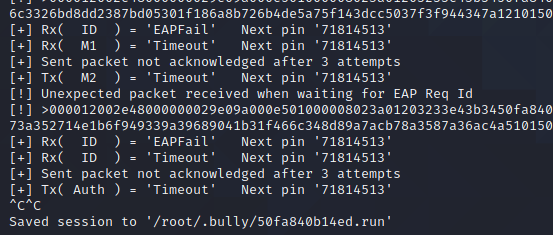 6c3326bd8dd2387bd05301f186a8b726b4de5a75f143dcc5037f3f944347a1210150
[+] Rx( ID ) = 'EAPFail' Next pin '71814513'
[+] Rx( M1 ) = 'Timeout' Next pin '71814513'
[+] Sent packet not acknowledged after 3 attempts
[+] Tx( M2 ) = 'Timeout' Next pin '71814513'
[!] Unexpected packet received when waiting for EAP Req Id
[!] >000012002e48000000029e09a000e501000008023a01203233e43b3450fa840
73a352714e1b6f949339a39689041b31f466c348d89a7acb78a3587a36ac4a510150
[+] Rx( ID ) = 'EAPFail' Next pin '71814513'
[+] Rx( ID ) = 'Timeout' Next pin '71814513'
[+] Sent packet not acknowledged after 3 attempts
[+] Tx( Auth ) = 'Timeout' Next pin '71814513'
^C^C
Saved session to '/root/.bully/50fa840b14ed.run'